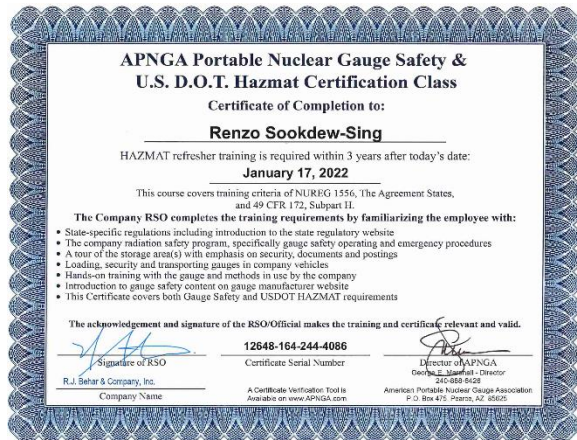 APNGA Portable Nuclear Gauge Safety &
U.S. D.O.T. Hazmat Certification Class
Certificate of Completion to:
Renzo Sookdew-Sing
HAZMAT refresher training is required within 3 years after today's date:
January 17, 2022
This course covers training criteria of NUREG 1556, The Agreement States,
and 49 CFR 172, Subpart H.
The Company RSO completes the training requirements by familiarizing the employee with:
• State-specific regulations including introduction to the state regulatory website
• The company radiation safety program, specifically gauge safety operating and emergency procedures
• A tour of the storage area(s) with emphasis on security, documents and postings
• Loading, security and transporting gauges in company vehicles
• Hands-on training with the gauge and methods in use by the company
• Introduction to gauge safety content on gauge manufacturer website
• This Certificate covers both Gauge Safety and USDOT HAZMAT requirements
The acknowledgement and signature of the RSO/Official makes the training and certificate relevant and valid.
Signature of RSO
R.J. Behar & Company, Inc.
Company Name
12648-164-244-4086
Certificate Serial Number
A Certificate Verification Tool is
Available on www.APNGA.com
Director of APNGA
George E. Marshall - Director
240-888-8428
American Portable Nuclear Gauge Association
P.O. Box 475 Pearce, AZ 85625